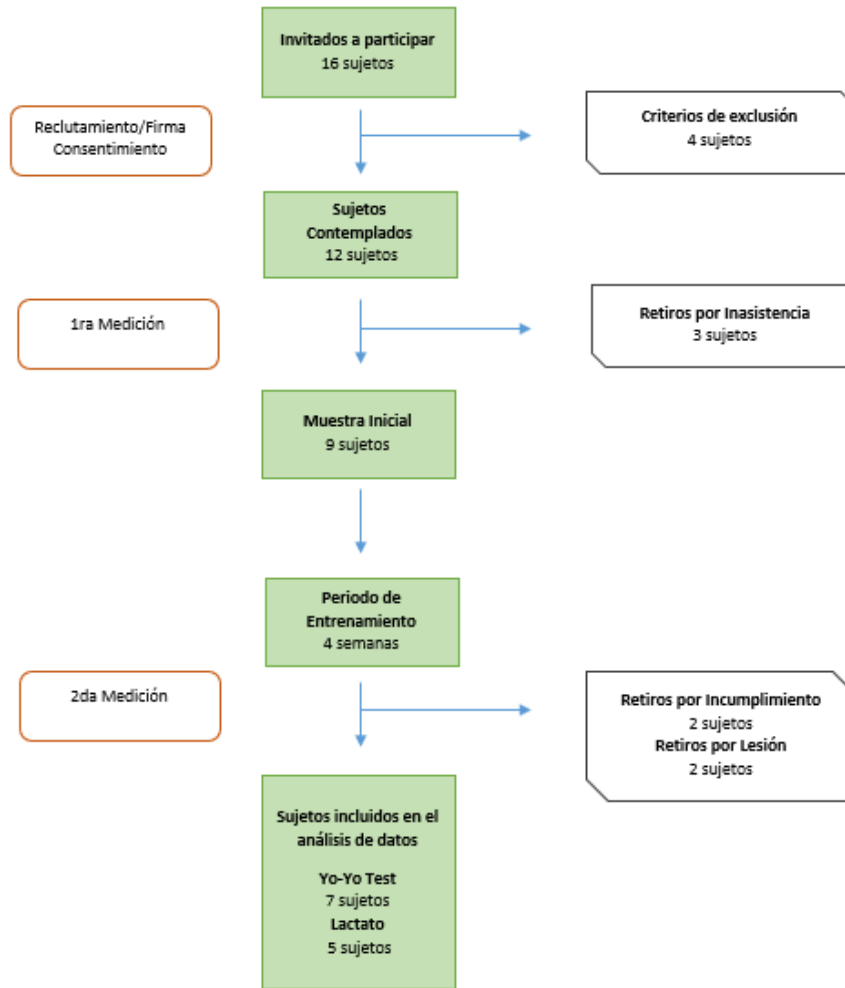 Invitados a participar
16 sujetos
Reclutamiento/Firma
Consentimiento
Criterios de exclusión
4 sujetos
Sujetos
Contemplados
12 sujetos
1ra Medición
Retiros por Inasistencia
3 sujetos
Muestra Inicial
9 sujetos
Periodo de
Entrenamiento
4 semanas
2da Medición
Retiros por Incumplimiento
2 sujetos
Retiros por Lesión
2 sujetos
Sujetos incluidos en el
análisis de datos
Yo-Yo Test
7 sujetos
Lactato
5 sujetos